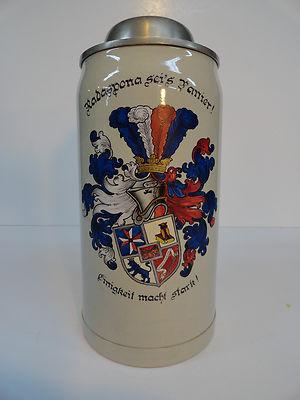 Radaspona sei's Panier!
Einigkeit macht stark!